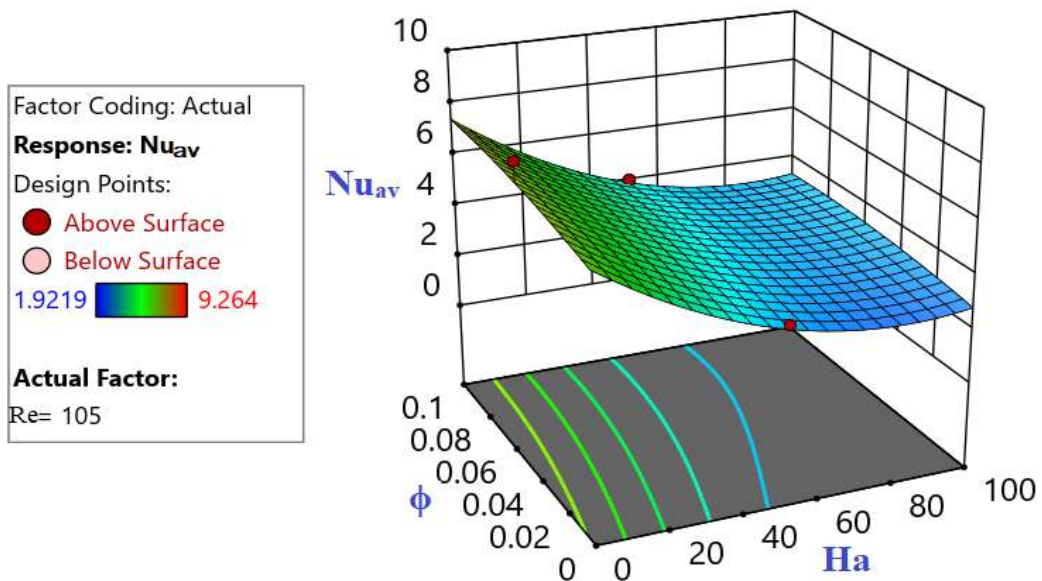 Factor Coding: Actual
Response: Nuav
Design Points:
Above Surface
Below Surface
1.9219 9.264
Actual Factor:
Re= 105
10
8
6
4
2
0
Nuav
0.1
0.08
0.06
0.04
0.02
0
ϕ
0
20
40
60
80
100
Ha